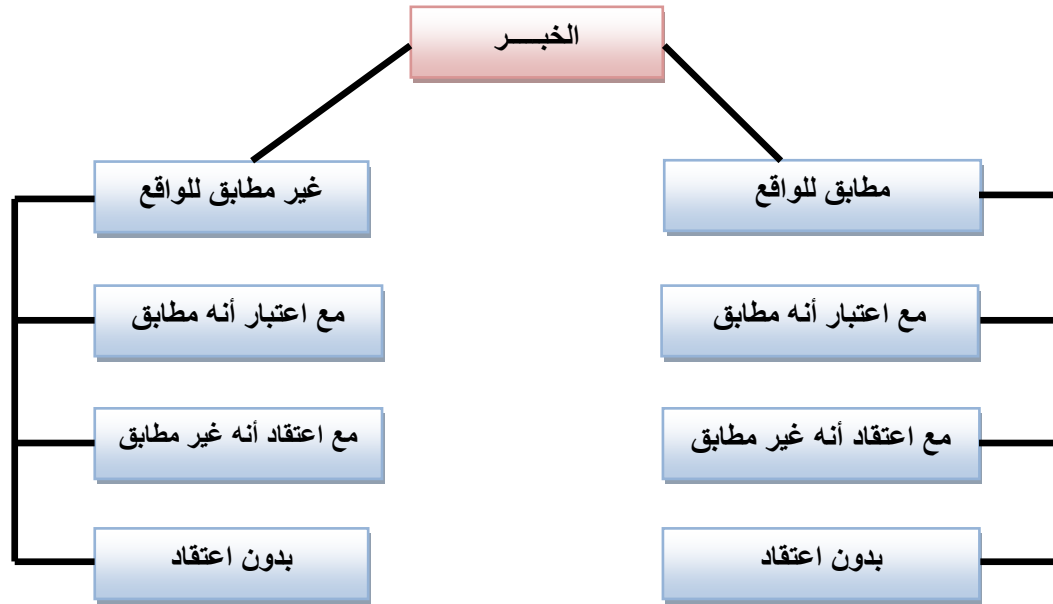 الخبـــــر
مطابق للواقع
غير مطابق للواقع
مع اعتبار أنه مطابق
مع اعتبار أنه مطابق
مع اعتقاد أنه غير مطابق
مع اعتقاد أنه غير مطابق
بدون اعتقاد
بدون اعتقاد